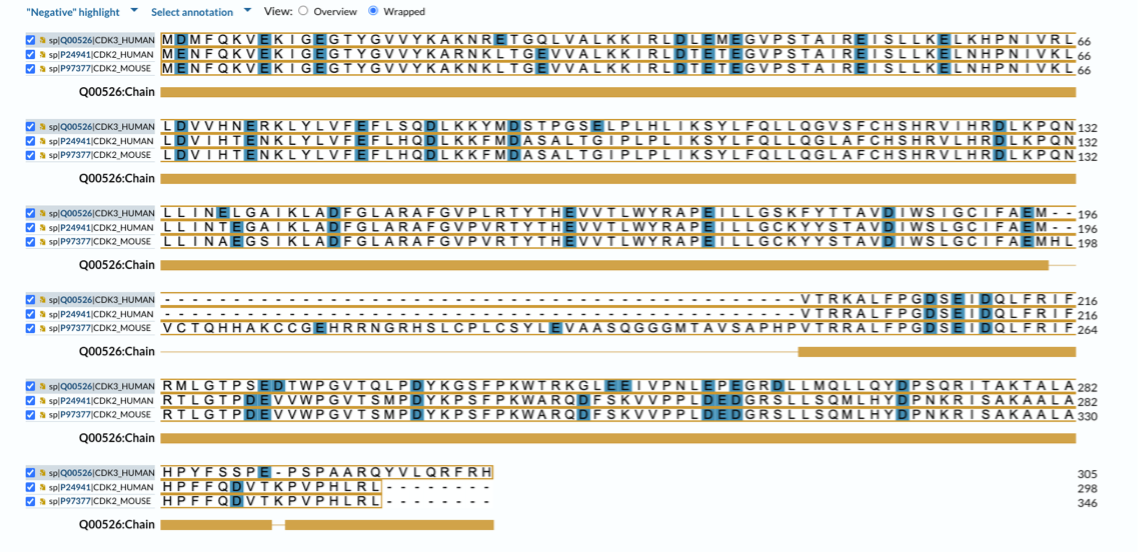 "Negative" highlight Select annotation View: Overview Wrapped
sp|Q00526|CDK3_HUMAN MDMFQKVEKIGEGTYGVVYKAKNRETGQLVALKKIRLDLEMEGVPSTAIREISLLKELKHPNIVRL 66
sp|P24941|CDK2_HUMAN MENFQKVEKIGEGTYGVVYKARNKLTGEVVALKKIRLDTETEGVPSTAIREISLLKELNHPNIVKL 66
sp|P97377|CDK2_MOUSE MENFQKVEKIGEGTYGVVYKAKNKLTGEVVALKKIRLDTETEGVPSTAIREISLLKELNHPNIVKL 66
Q00526:Chain
sp|Q00526|CDK3_HUMAN LDVVHNERKLYLVFEFLSQDLKKYMDSTPGSELPLHLIKSYLFQLLQGVSFCHSHRVIHRDLKPQN 132
sp|P24941|CDK2_HUMAN LDVIHTENKLYLVFEFLHQDLKKFMDASALTGIPLPLIKSYLFQLLQGLAFCHSHRVLHRDLKPQN 132
sp|P97377|CDK2_MOUSE LDVIHTENKLYLVFEFLHQDLKKFMDASALTGIPLPLIKSYLFQLLQGLAFCHSHRVLHRDLKPQN 132
Q00526:Chain
sp|Q00526|CDK3_HUMAN LLINELGAIKLADFGLARAFGVPLRTYTHEVVTLWYRAPEILLGSKFYTTAVDIWSIGCIFAEM-- 196
sp|P24941|CDK2_HUMAN LLINTEGAIKLADFGLARAFGVPVRTYTHEVVTLWYRAPEILLGCKYYSTAVDIWSLGCIFAEM-- 196
sp|P97377|CDK2_MOUSE LLINAEGSIKLADFGLARAFGVPVRTYTHEVVTLWYRAPEILLGCKYYSTAVDIWSLGCIFAEMHL 198
Q00526:Chain
sp|Q00526|CDK3_HUMAN ----------------------------------------------VTRKALFPGDSEIDQLFRIF 216
sp|P24941|CDK2_HUMAN ----------------------------------------------VTRRALFPGDSEIDQLFRIF 216
sp|P97377|CDK2_MOUSE VCTQHHAKCCGEHRRNGRHSLCPLCSYLEVAASQGGGMTAVSAPHPVTRRALFPGDSEIDQLFRIF 264
Q00526:Chain
sp|Q00526|CDK3_HUMAN RMLGTPSEDTWPGVTQLPDYKGSFPKWTRKGLEEIVPNLEPEGRDLLMQLLQYDPSQRITAKTALA 282
sp|P24941|CDK2_HUMAN RTLGTPDEVVWPGVTSMPDYKPSFPKWARQDFSKVVPPLDEDGRSLLSQMLHYDPNKRISAKAALA 282
sp|P97377|CDK2_MOUSE RTLGTPDEVVWPGVTSMPDYKPSFPKWARQDFSKVVPPLDEDGRSLLSQMLHYDPNKRISAKAALA 330
Q00526:Chain
sp|Q00526|CDK3_HUMAN HPYFSSPE-PSPAARQYVLQRFRH 305
sp|P24941|CDK2_HUMAN HPFFQDVTKPVPHLRL-------- 298
sp|P97377|CDK2_MOUSE HPFFQDVTKPVPHLRL-------- 346
Q00526:Chain